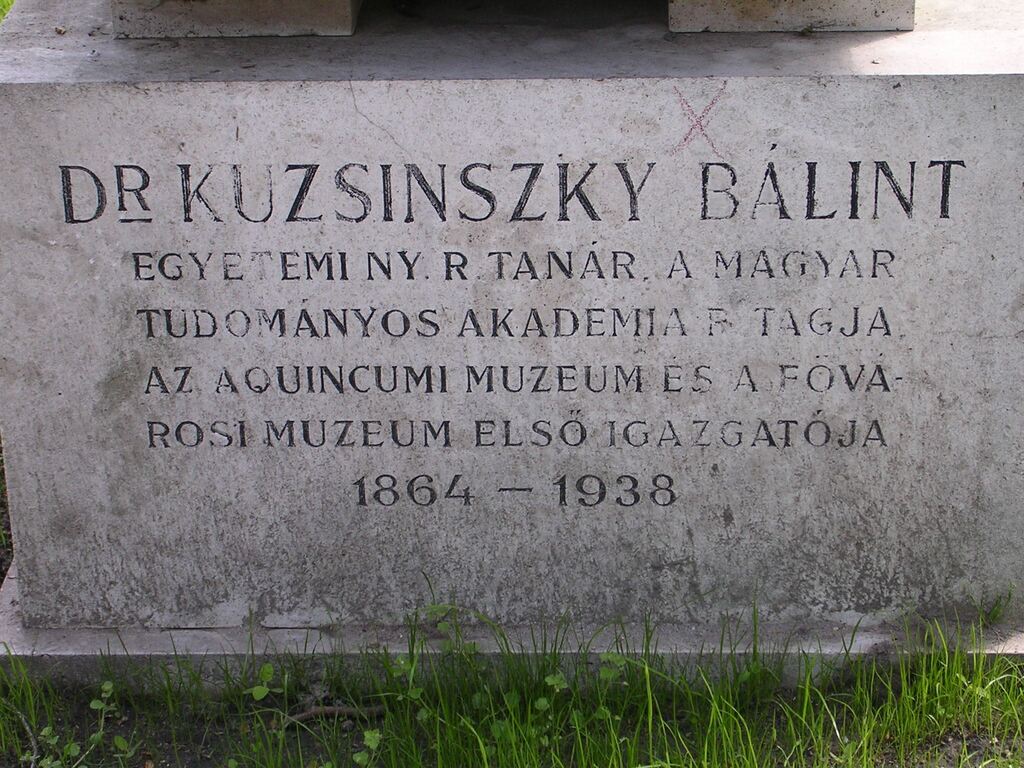 DR KUZSINSZKY BÁLINT
EGYETEMI NY. R. TANÁR. A MAGYAR
TUDOMÁNYOS AKADEMIA R. TAGJA
AZ AQUINCUMI MUZEUM ÉS A FŐVÁ-
ROSI MUZEUM ELSŐ IGAZGATÓJA
1864 – 1938